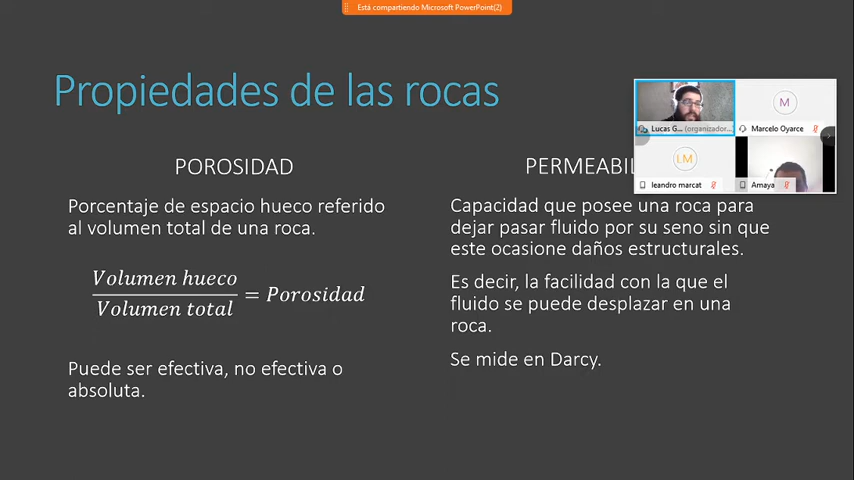 Está compartiendo Microsoft PowerPoint(2)
Propiedades de las rocas
POROSIDAD
Porcentaje de espacio hueco referido
al volumen total de una roca.
Volumen hueco
Volumen total
= Porosidad
Puede ser efectiva, no efectiva o
absoluta.
PERMEABIL
Capacidad que posee una roca para
dejar pasar fluido por su seno sin que
este ocasione daños estructurales.
Es decir, la facilidad con la que el
fluido se puede desplazar en una
roca.
Se mide en Darcy.
Lucas G... (organizador...
M
Marcelo Oyarce
LM
leandro marcat
Amaya